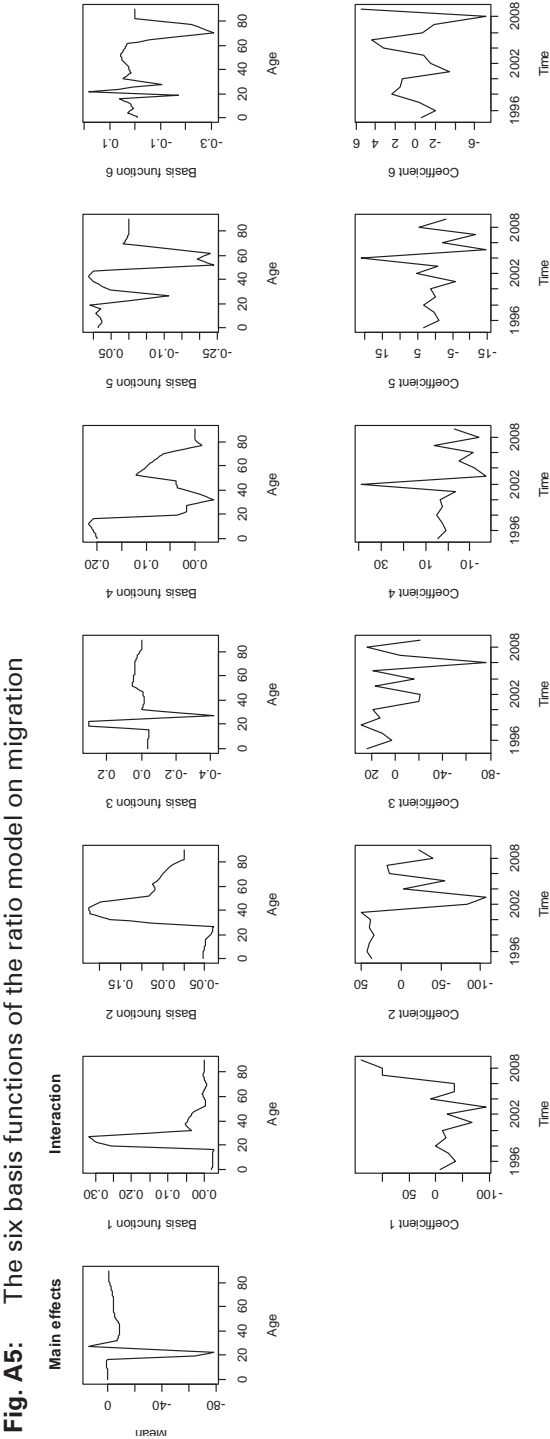 Fig. A5: The six basis functions of the ratio model on migration
Main effects
Mean
0 -40 -80
0 20 40 60 80
Age
Interaction
Basis function 1
0.30 0.20 0.10 0.00
0 20 40 60 80
Age
Basis function 2
0.15 0.05 -0.05
0 20 40 60 80
Age
Basis function 3
0.2 0.0 -0.2 -0.4
0 20 40 60 80
Age
Basis function 4
0.20 0.10 0.00
0 20 40 60 80
Age
Basis function 5
0.05 -0.10 -0.25
0 20 40 60 80
Age
Basis function 6
0.1 -0.1 -0.3
0 20 40 60 80
Age
Coefficient 1
50 0 -100
1996 2002 2008
Time
Coefficient 2
50 0 -50 -100
1996 2002 2008
Time
Coefficient 3
20 0 -40 -80
1996 2002 2008
Time
Coefficient 4
30 10 -10
1996 2002 2008
Time
Coefficient 5
15 5 -5 -15
1996 2002 2008
Time
Coefficient 6
6 4 2 0 -2 -6
1996 2002 2008
Time